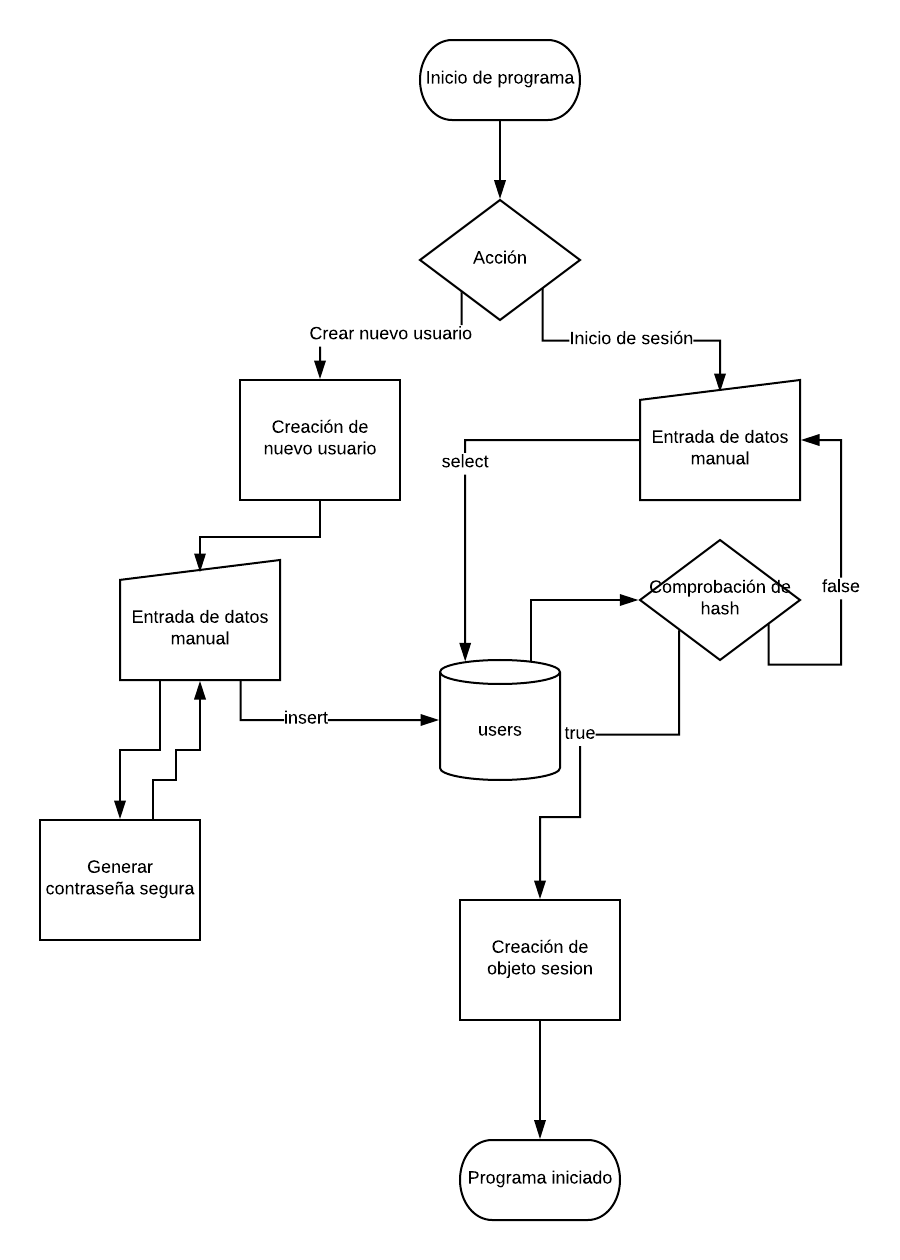 Inicio de programa
Acción
Crear nuevo usuario
Inicio de sesión
Creación de
nuevo usuario
Entrada de datos
manual
select
Comprobación de
hash
false
Entrada de datos
manual
insert
users
true
Generar
contraseña segura
Creación de
objeto sesion
Programa iniciado